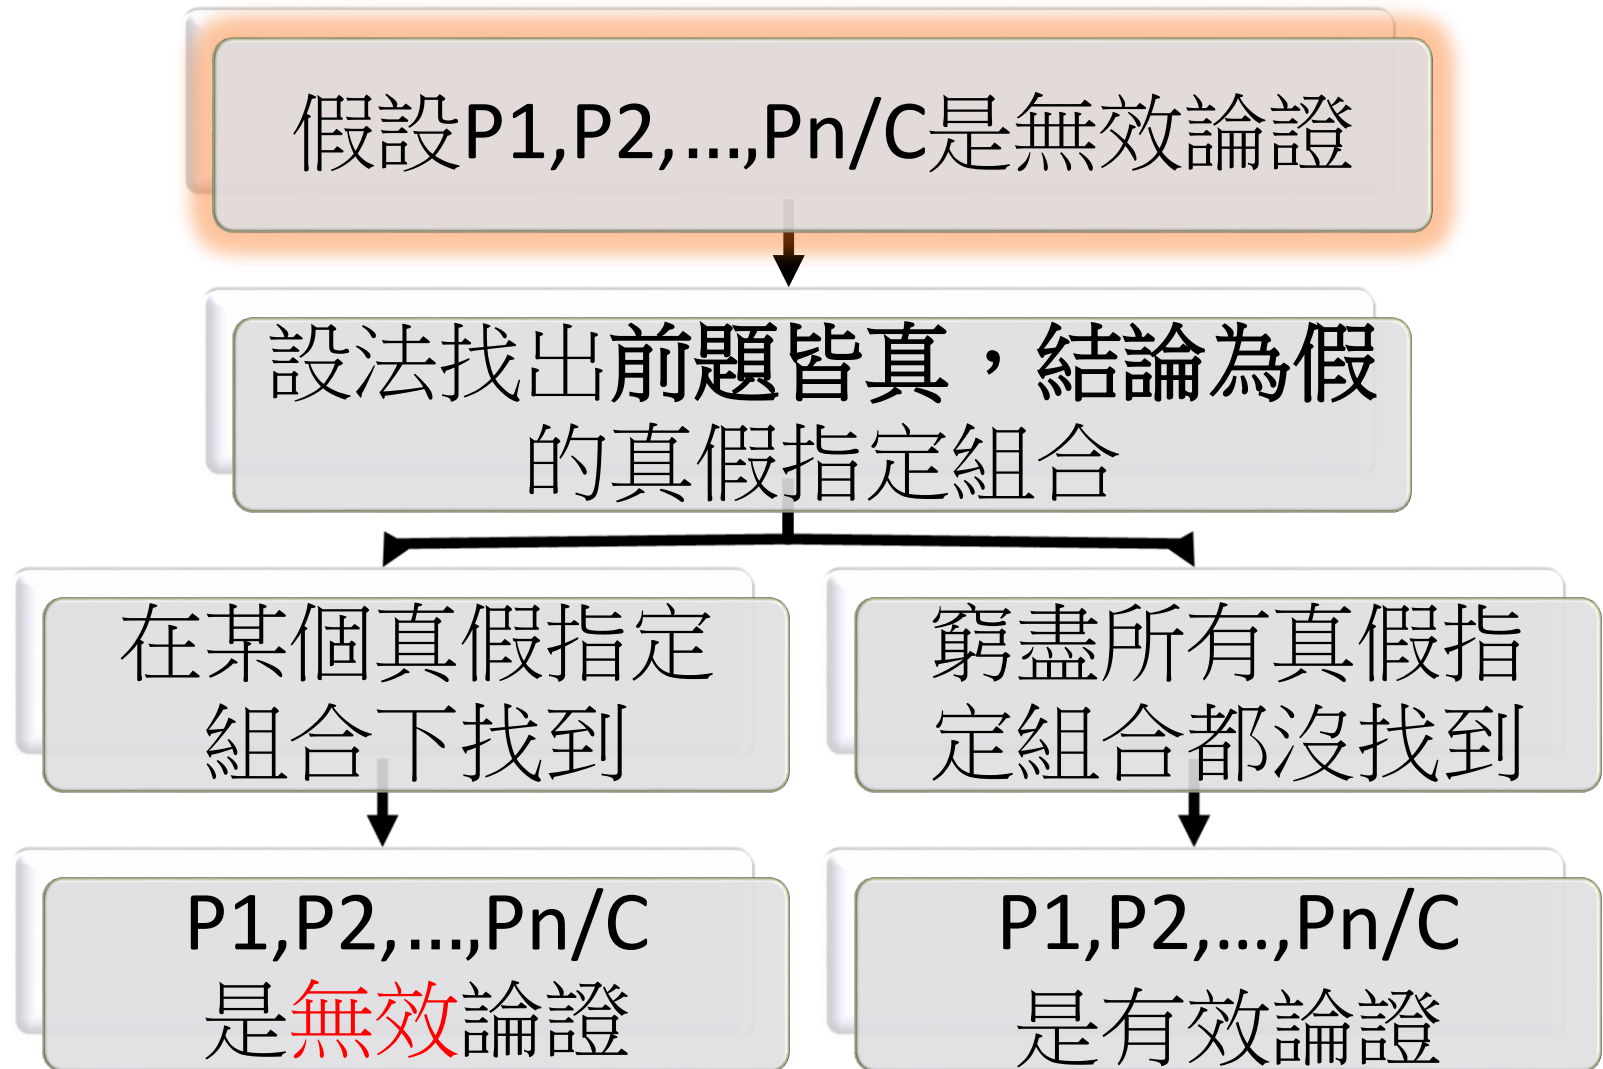 假設P1,P2,...,Pn/C是無效論證
設法找出前題皆真，結論為假
的真假指定組合
在某個真假指定
組合下找到
窮盡所有真假指
定組合都沒找到
P1,P2,...,Pn/C
是無效論證
P1,P2,...,Pn/C
是有效論證